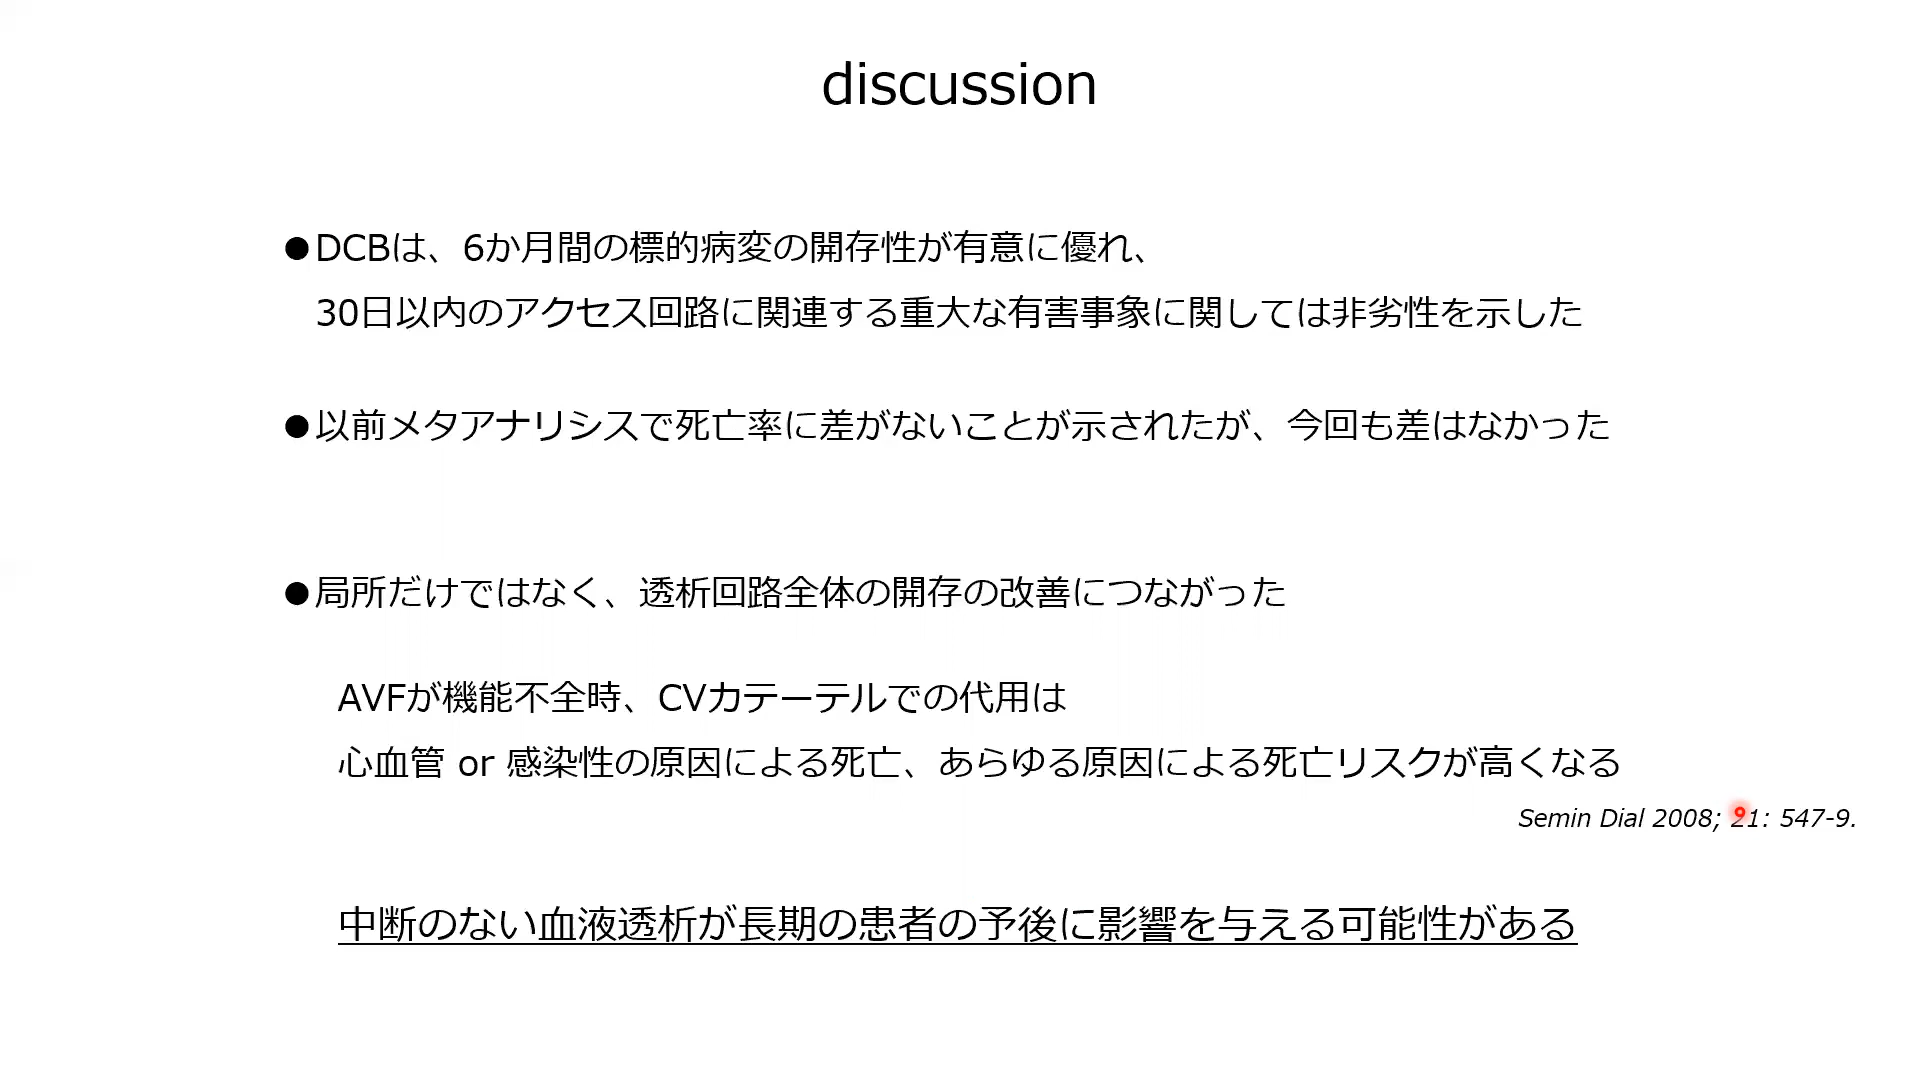 discussion
●DCBは、6か月間の標的病変の開存性が有意に優れ、
30日以内のアクセス回路に関連する重大な有害事象に関しては非劣性を示した
●以前メタアナリシスで死亡率に差がないことが示されたが、今回も差はなかった
●局所だけではなく、透析回路全体の開存の改善につながった
AVFが機能不全時、CVカテーテルでの代用は
心血管 or 感染性の原因による死亡、あらゆる原因による死亡リスクが高くなる
Semin Dial 2008; 21: 547-9.
中断のない血液透析が長期の患者の予後に影響を与える可能性がある